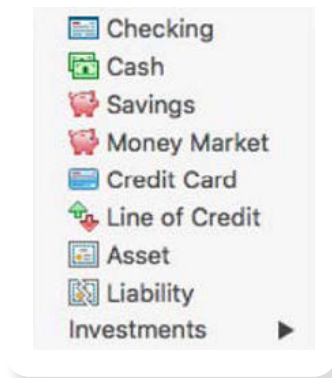 Checking
Cash
Savings
Money Market
Credit Card
Line of Credit
Asset
Liability
Investments